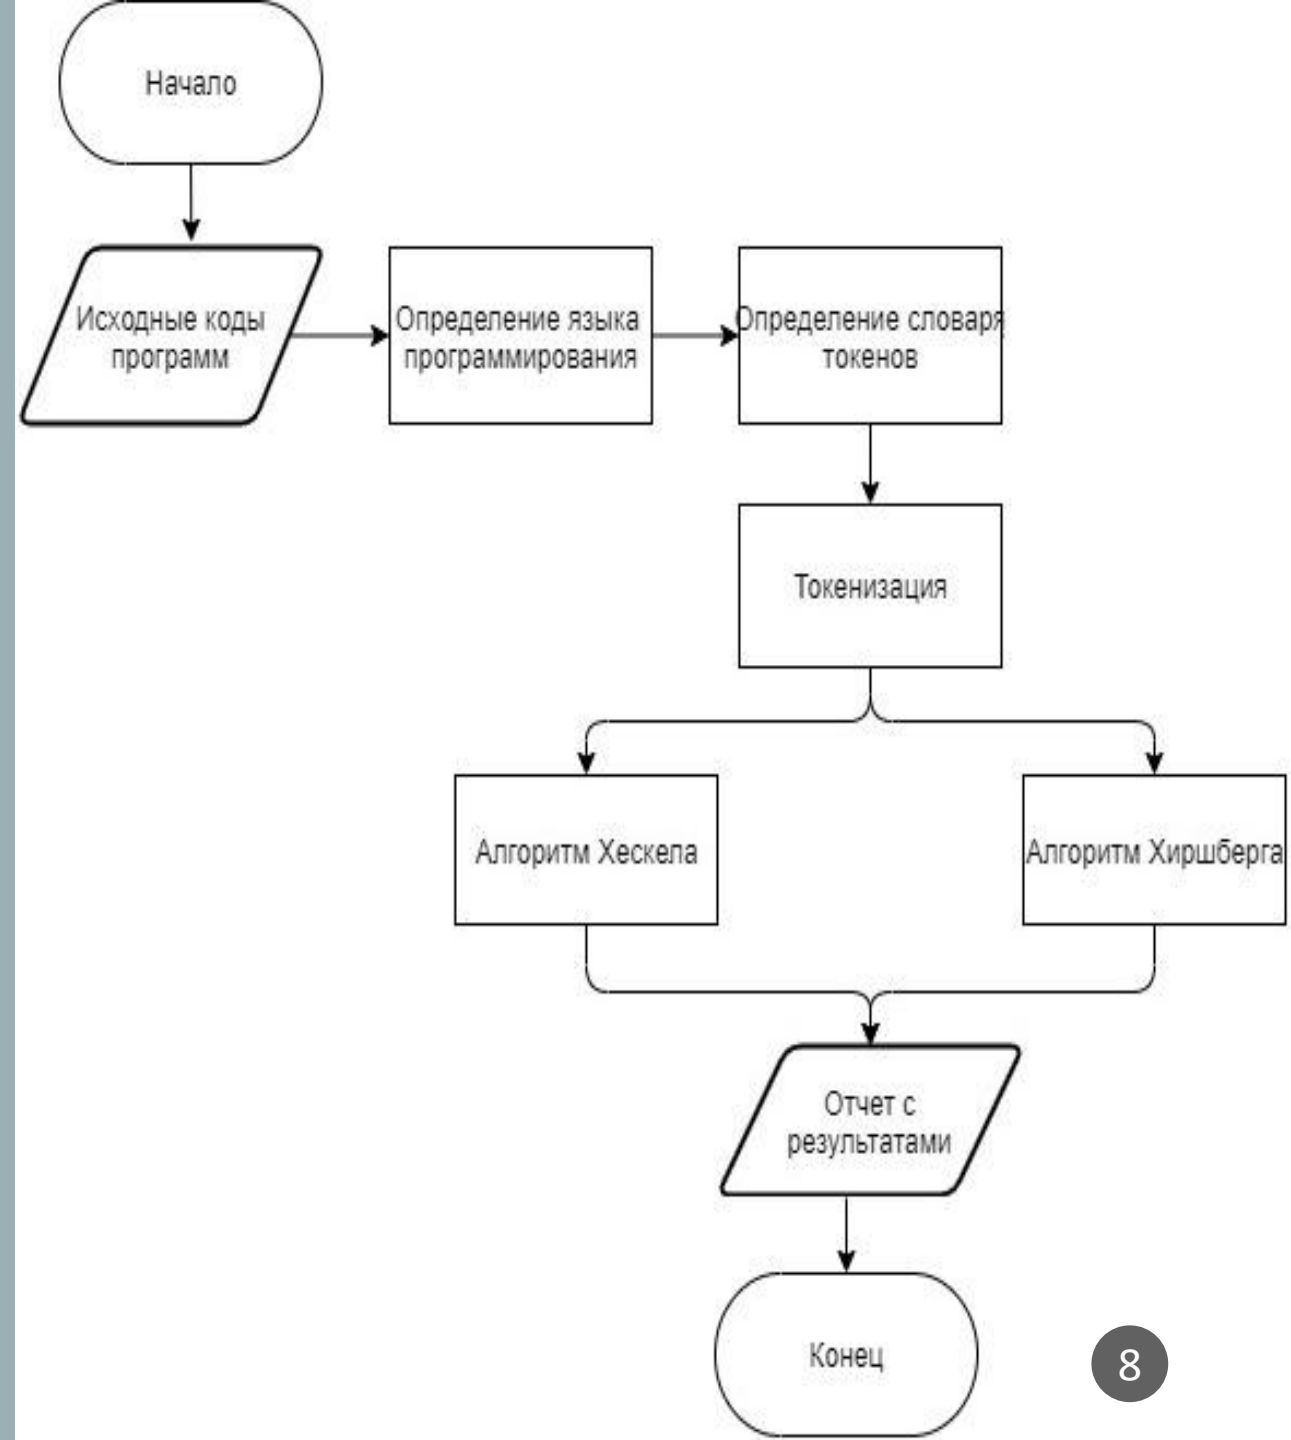 Начало
Исходные коды
программ
Определение языка
программирования
Определение словаря
токенов
Токенизация
Алгоритм Хескела
Алгоритм Хиршберга
Отчет с
результатами
Конец
8